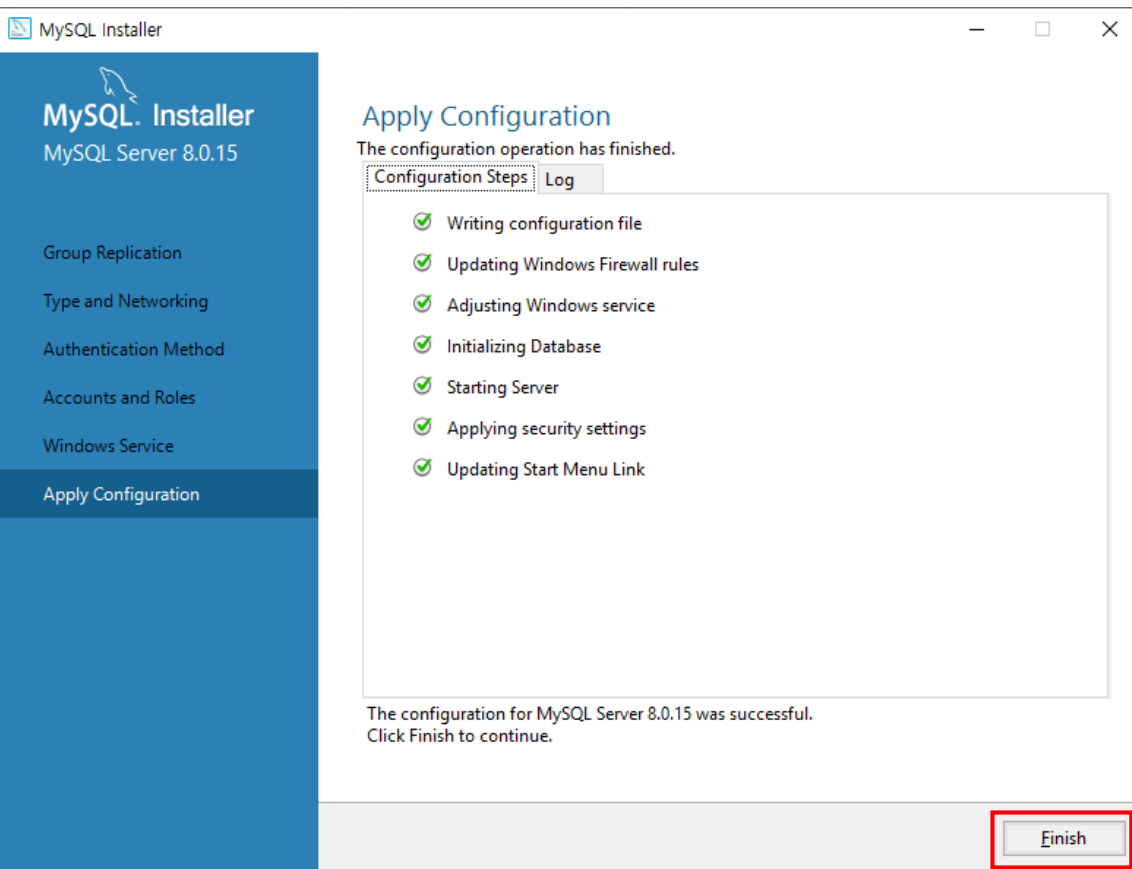 MySQL Installer
MySQL. Installer
MySQL Server 8.0.15
Group Replication
Type and Networking
Authentication Method
Accounts and Roles
Windows Service
Apply Configuration
Apply Configuration
The configuration operation has finished.
Configuration Steps Log
Writing configuration file
Updating Windows Firewall rules
Adjusting Windows service
Initializing Database
Starting Server
Applying security settings
Updating Start Menu Link
The configuration for MySQL Server 8.0.15 was successful.
Click Finish to continue.
Finish